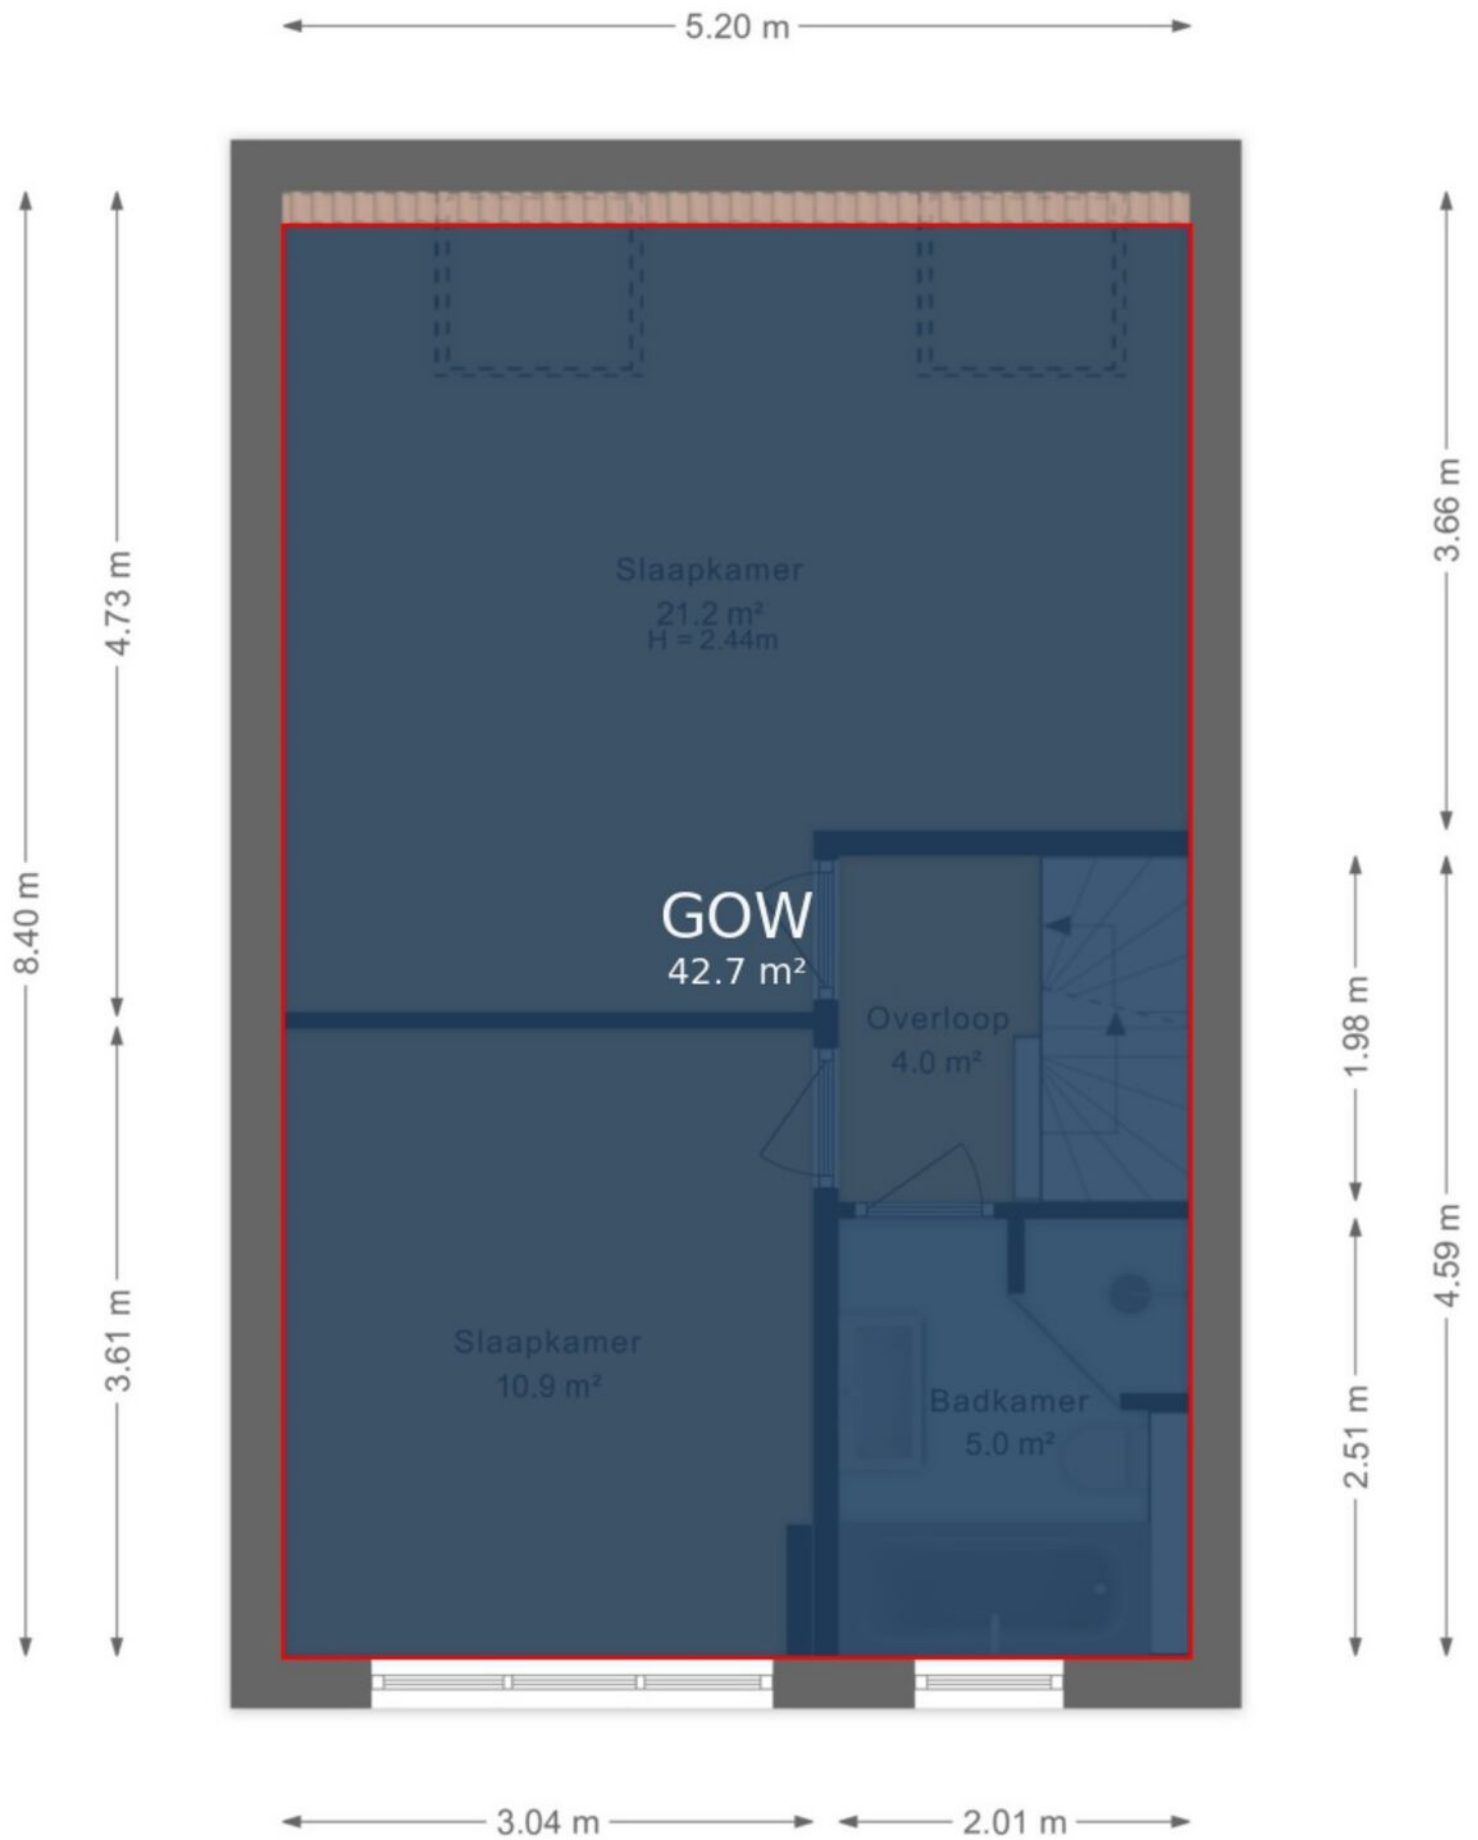 5.20 m
8.40 m
4.73 m
3.66 m
Slaapkamer
21.2 m²
H = 2.44m
GOW
42.7 m²
Overloop
4.0 m²
1.98 m
4.59 m
3.61 m
Slaapkamer
10.9 m²
Badkamer
5.0 m²
2.51 m
3.04 m
2.01 m